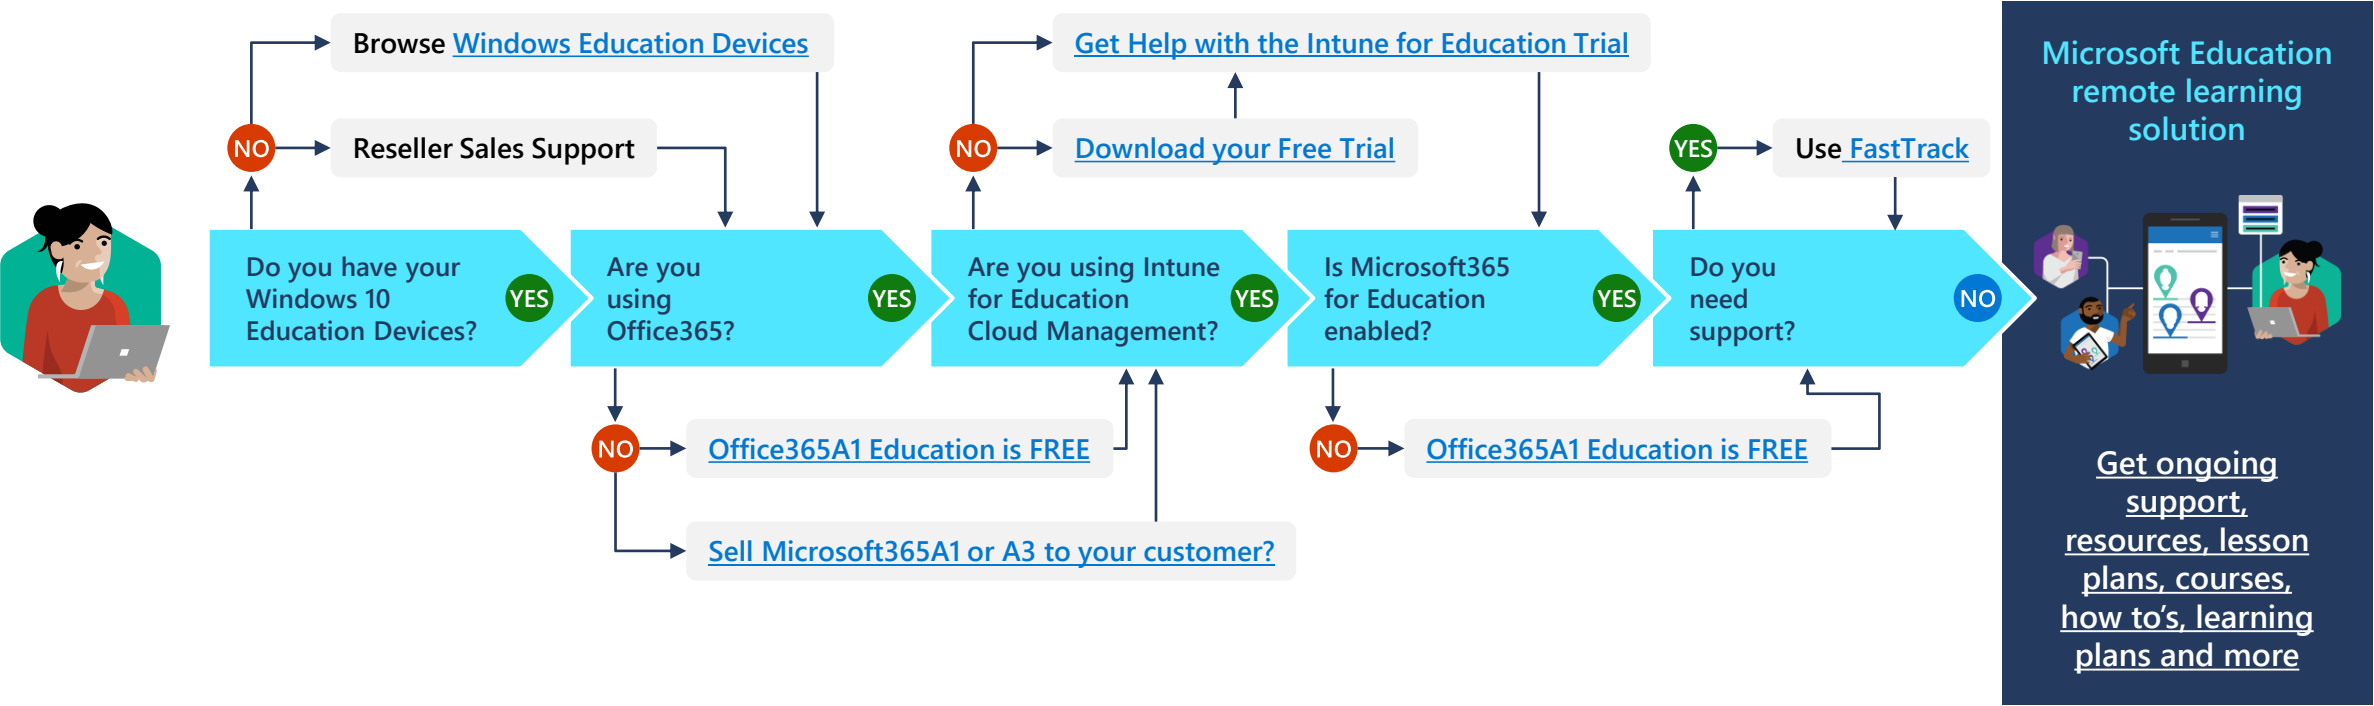 Browse Windows Education Devices
NO
Reseller Sales Support
Do you have your
Windows 10
Education Devices?
YES
Are you
using
Office365?
YES
NO
Office365A1 Education is FREE
Sell Microsoft365A1 or A3 to your customer?
Get Help with the Intune for Education Trial
NO
Download your Free Trial
Are you using Intune
for Education
Cloud Management?
YES
Is Microsoft365
for Education
enabled?
YES
NO
Office365A1 Education is FREE
YES
Use FastTrack
Do you
need
support?
NO
Microsoft Education
remote learning
solution
Get ongoing
support,
resources, lesson
plans, courses,
how to’s, learning
plans and more